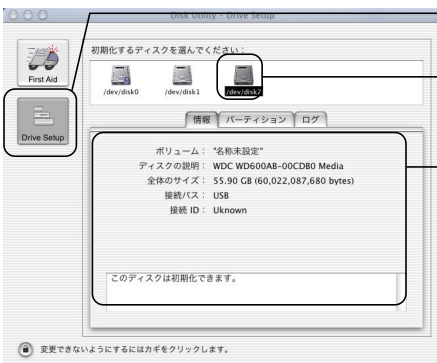 Disk Utility - Drive Setup
First Aid
Drive Setup
初期化するディスクを選んでください：
/dev/disk0 /dev/disk1 /dev/disk2
情報 パーティション ログ
ボリューム： "名称未設定"
ディスクの説明： WDC WD600AB-00CDB0 Media
全体のサイズ： 55.90 GB (60,022,087,680 bytes)
接続パス： USB
接続 ID： Uknown
このディスクは初期化できます。
変更できないようにするにはカギをクリックします。